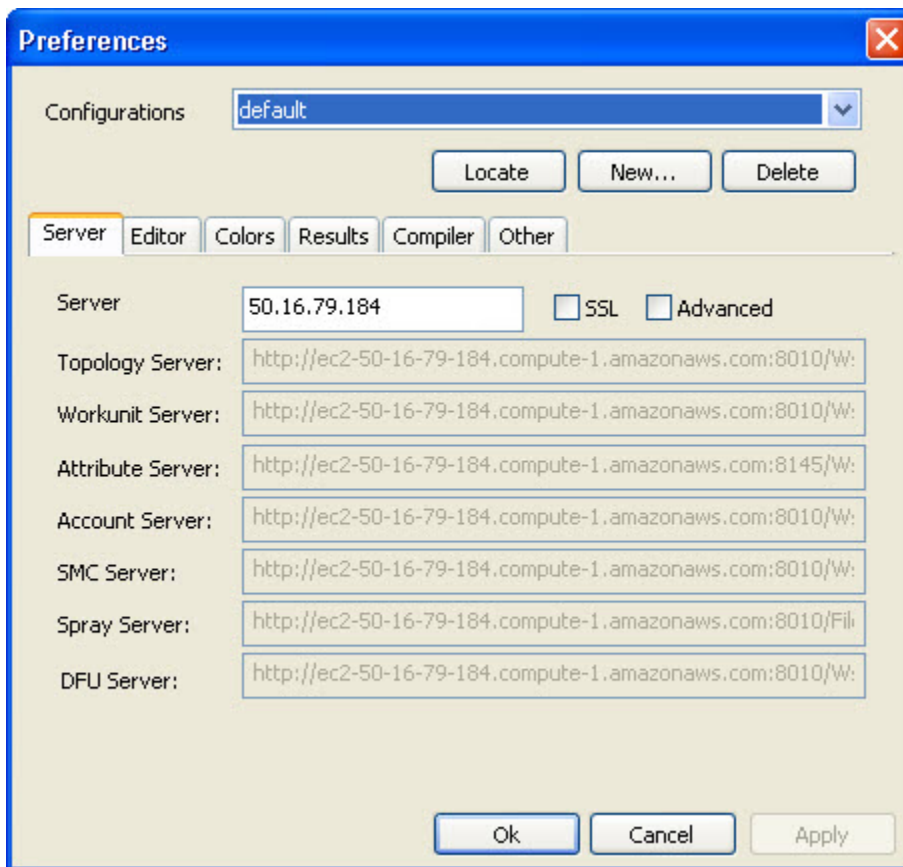 Preferences
Configurations default
Locate New... Delete
Server Editor Colors Results Compiler Other
Server 50.16.79.184 SSL Advanced
Topology Server: http://ec2-50-16-79-184.compute-1.amazonaws.com:8010/W
Workunit Server: http://ec2-50-16-79-184.compute-1.amazonaws.com:8010/W
Attribute Server: http://ec2-50-16-79-184.compute-1.amazonaws.com:8145/W
Account Server: http://ec2-50-16-79-184.compute-1.amazonaws.com:8010/W
SMC Server: http://ec2-50-16-79-184.compute-1.amazonaws.com:8010/W
Spray Server: http://ec2-50-16-79-184.compute-1.amazonaws.com:8010/Fil
DFU Server: http://ec2-50-16-79-184.compute-1.amazonaws.com:8010/W
Ok Cancel Apply